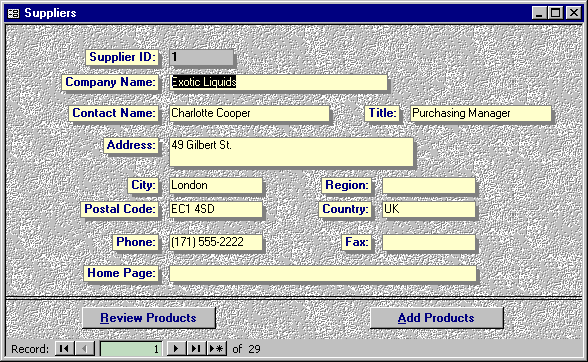 Suppliers
Supplier ID: 1
Company Name: Exotic Liquids
Contact Name: Charlotte Cooper Title: Purchasing Manager
Address: 49 Gilbert St.
City: London Region:
Postal Code: EC1 4SD Country: UK
Phone: (171) 555-2222 Fax:
Home Page:
Review Products Add Products
Record: 1 of 29